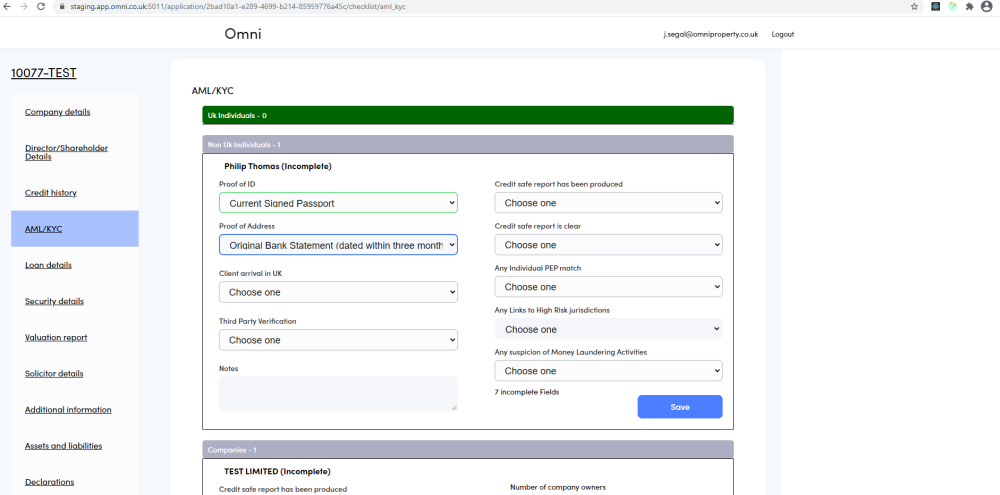 staging.app.omni.co.uk:5011/application/2bad10a1-e289-4699-b214-85959776a45c/checklist/aml_kyc
Omni
j.segal@omniproperty.co.uk Logout
10077-TEST
Company details
Director/Shareholder
Details
Credit history
AML/KYC
Loan details
Security details
Valuation report
Solicitor details
Additional information
Assets and liabilities
Declarations
AML/KYC
Uk Individuals - 0
Non Uk Individuals - 1
Philip Thomas (Incomplete)
Proof of ID
Current Signed Passport
Proof of Address
Original Bank Statement (dated within three month
Client arrival in UK
Choose one
Third Party Verification
Choose one
Notes
Credit safe report has been produced
Choose one
Credit safe report is clear
Choose one
Any Individual PEP match
Choose one
Any Links to High Risk jurisdictions
Choose one
Any suspicion of Money Laundering Activities
Choose one
7 incomplete Fields
Save
Companies - 1
TEST LIMITED (Incomplete)
Credit safe report has been produced
Number of company owners